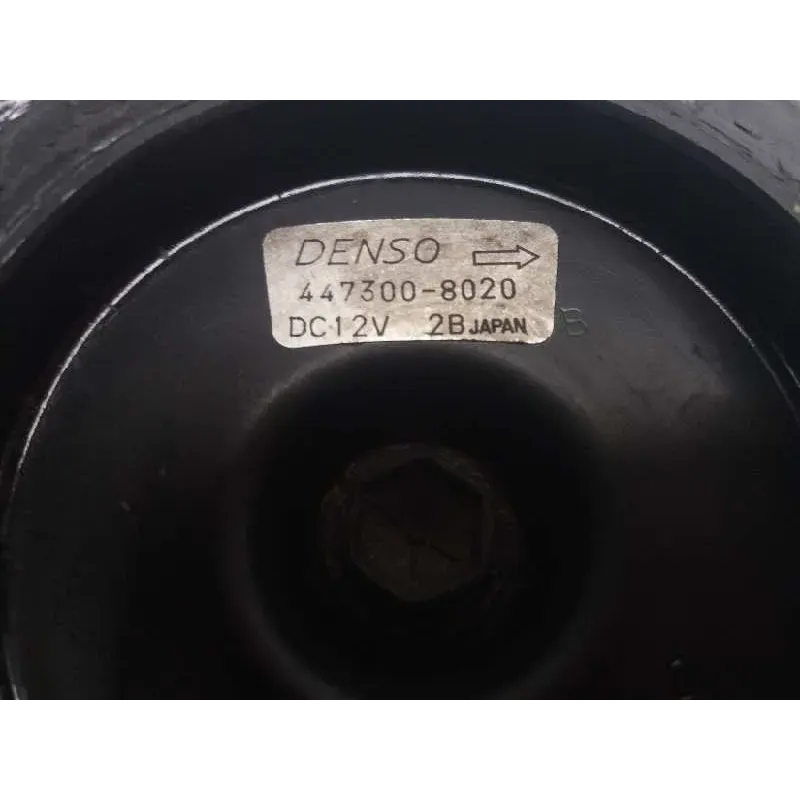 DENSO
447300-8020
DC12V 2B JAPAN
B